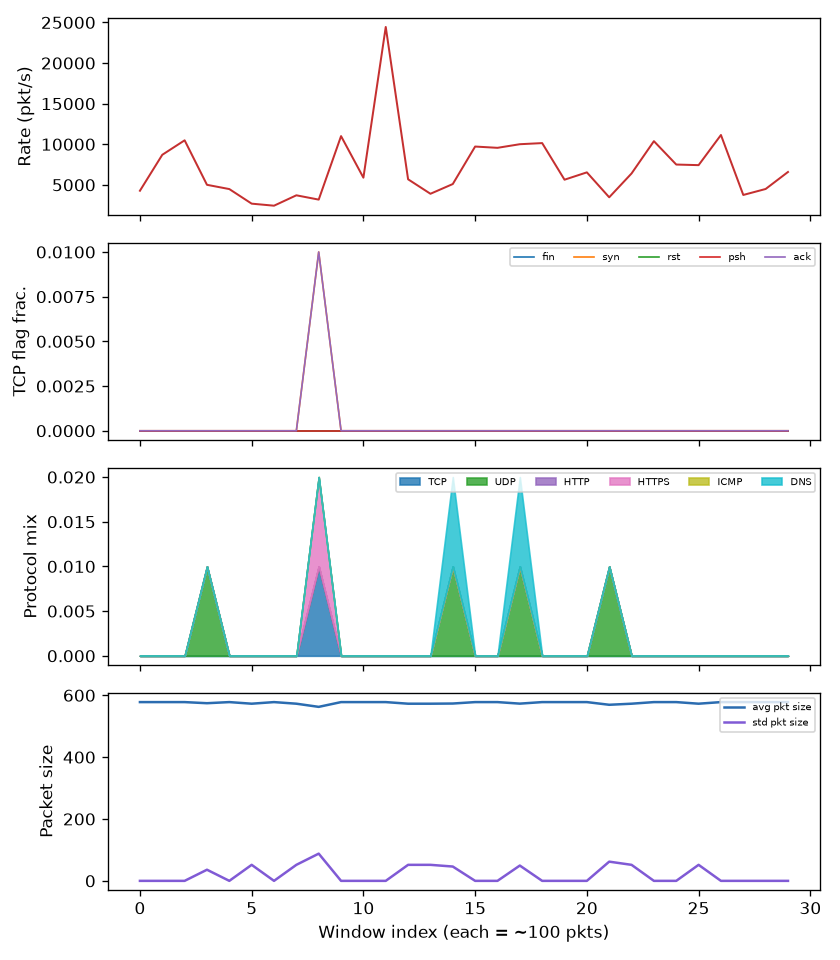 25000
20000
15000
10000
5000
Rate (pkt/s)
0.0100
0.0075
0.0050
0.0025
0.0000
TCP flag frac.
fin syn rst psh ack
0.020
0.015
0.010
0.005
0.000
Protocol mix
TCP UDP HTTP HTTPS ICMP DNS
600
400
200
0
Packet size
avg pkt size
std pkt size
0 5 10 15 20 25 30
Window index (each = ~100 pkts)